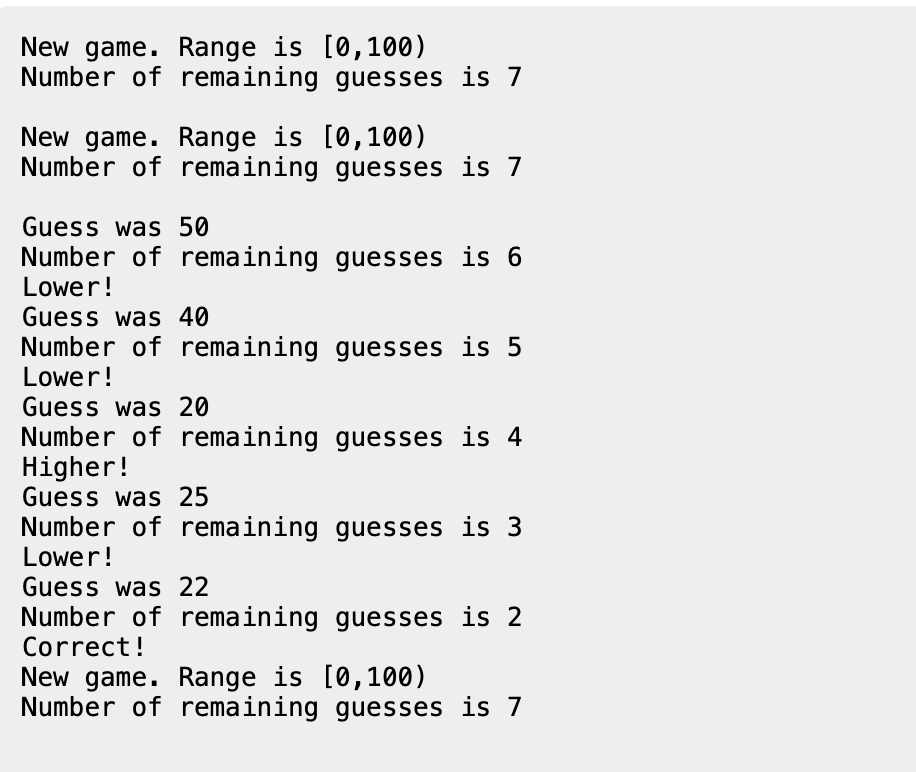 New game. Range is [0,100)
Number of remaining guesses is 7
New game. Range is [0,100)
Number of remaining guesses is 7
Guess was 50
Number of remaining guesses is 6
Lower!
Guess was 40
Number of remaining guesses is 5
Lower!
Guess was 20
Number of remaining guesses is 4
Higher!
Guess was 25
Number of remaining guesses is 3
Lower!
Guess was 22
Number of remaining guesses is 2
Correct!
New game. Range is [0,100)
Number of remaining guesses is 7